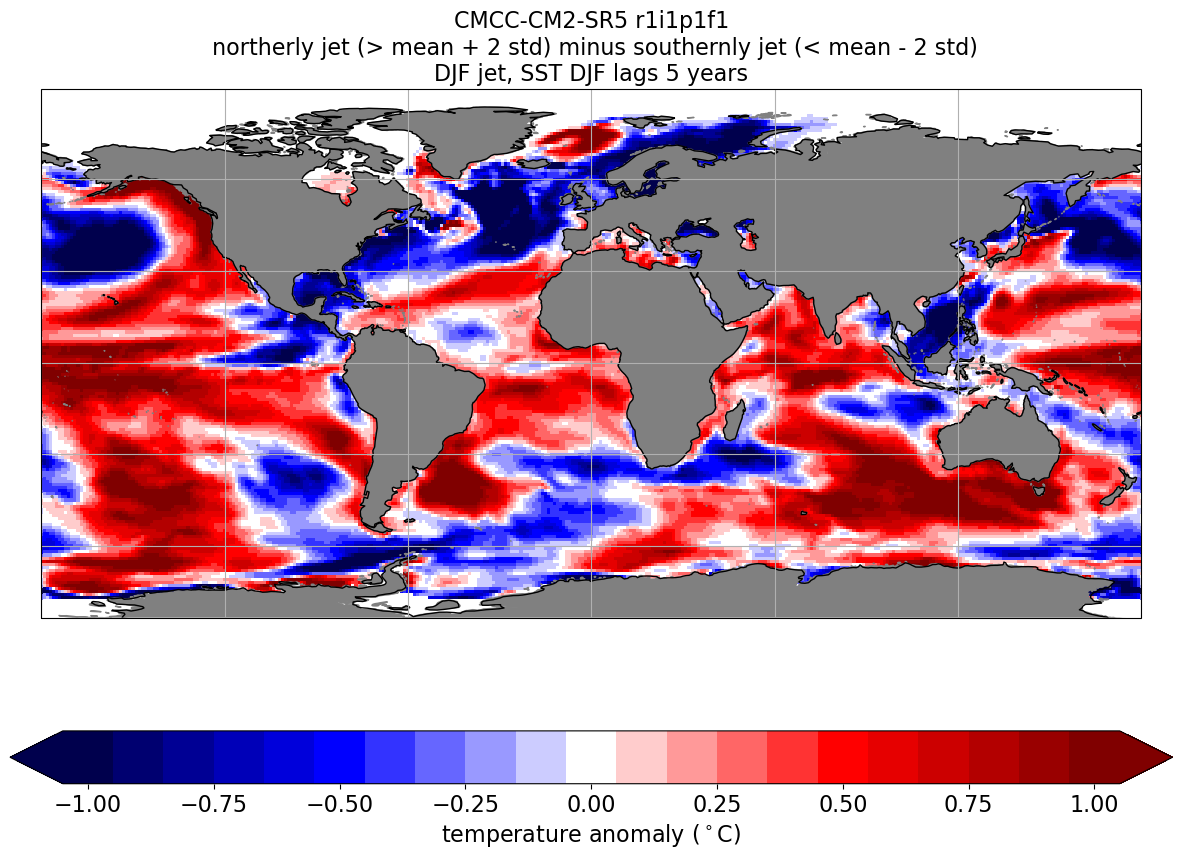 CMCC-CM2-SR5 r1i1p1f1
northerly jet (> mean + 2 std) minus southernly jet (< mean - 2 std)
DJF jet, SST DJF lags 5 years
−1.00 −0.75 −0.50 −0.25 0.00 0.25 0.50 0.75 1.00
temperature anomaly (°C)